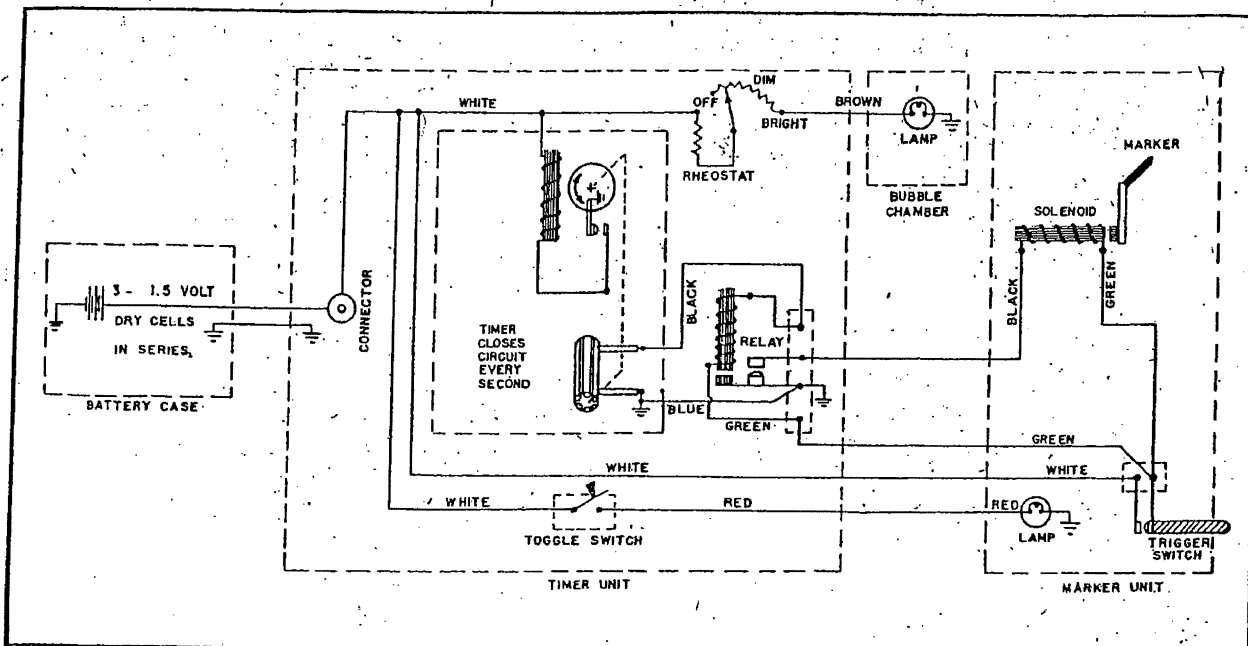 DIM
WHITE
OFF
BROWN
BRIGHT
LAMP
MARKER
RHEOSTAT
BUBBLE
CHAMBER
SOLENOID
3 - 1.5 VOLT
DRY CELLS
IN SERIES,
BATTERY CASE
CONNECTOR
TIMER
CLOSES
CIRCUIT
EVERY
SECOND
BLACK
RELAY
BLACK
GREEN
BLUE
GREEN
GREEN
WHITE
WHITE
WHITE
RED
RED
TOGGLE SWITCH
LAMP
TRIGGER
SWITCH
TIMER UNIT
MARKER UNIT